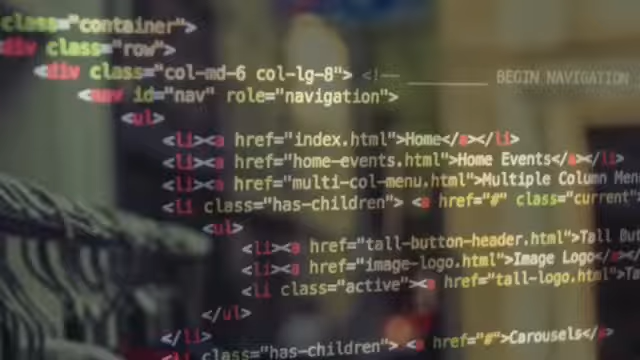 class="container">
<div class="row">
<div class="col-md-6 col-lg-8"> <!-- BEGIN NAVIGATION
<nav id="nav" role="navigation">
<ul>
<li><a href="index.html">Home</a></li>
<li><a href="home-events.html">Home Events</a></li>
<li><a href="multi-col-menu.html">Multiple Column Men
<li class="has-children"> <a href="#" class="current"
<ul>
<li><a href="tall-button-header.html">Tall But
<li><a href="image-logo.html">Image Logo</a></
<li class="active"><a href="tall-logo.html">Ta
</ul>
</li>
<li class="has-children"> <a href="#">Carousels</a>